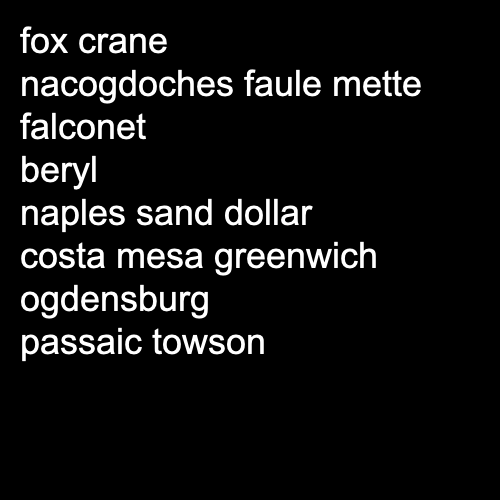 fox crane
nacogdoches faule mette
falconet
beryl
naples sand dollar
costa mesa greenwich
ogdensburg
passaic towson